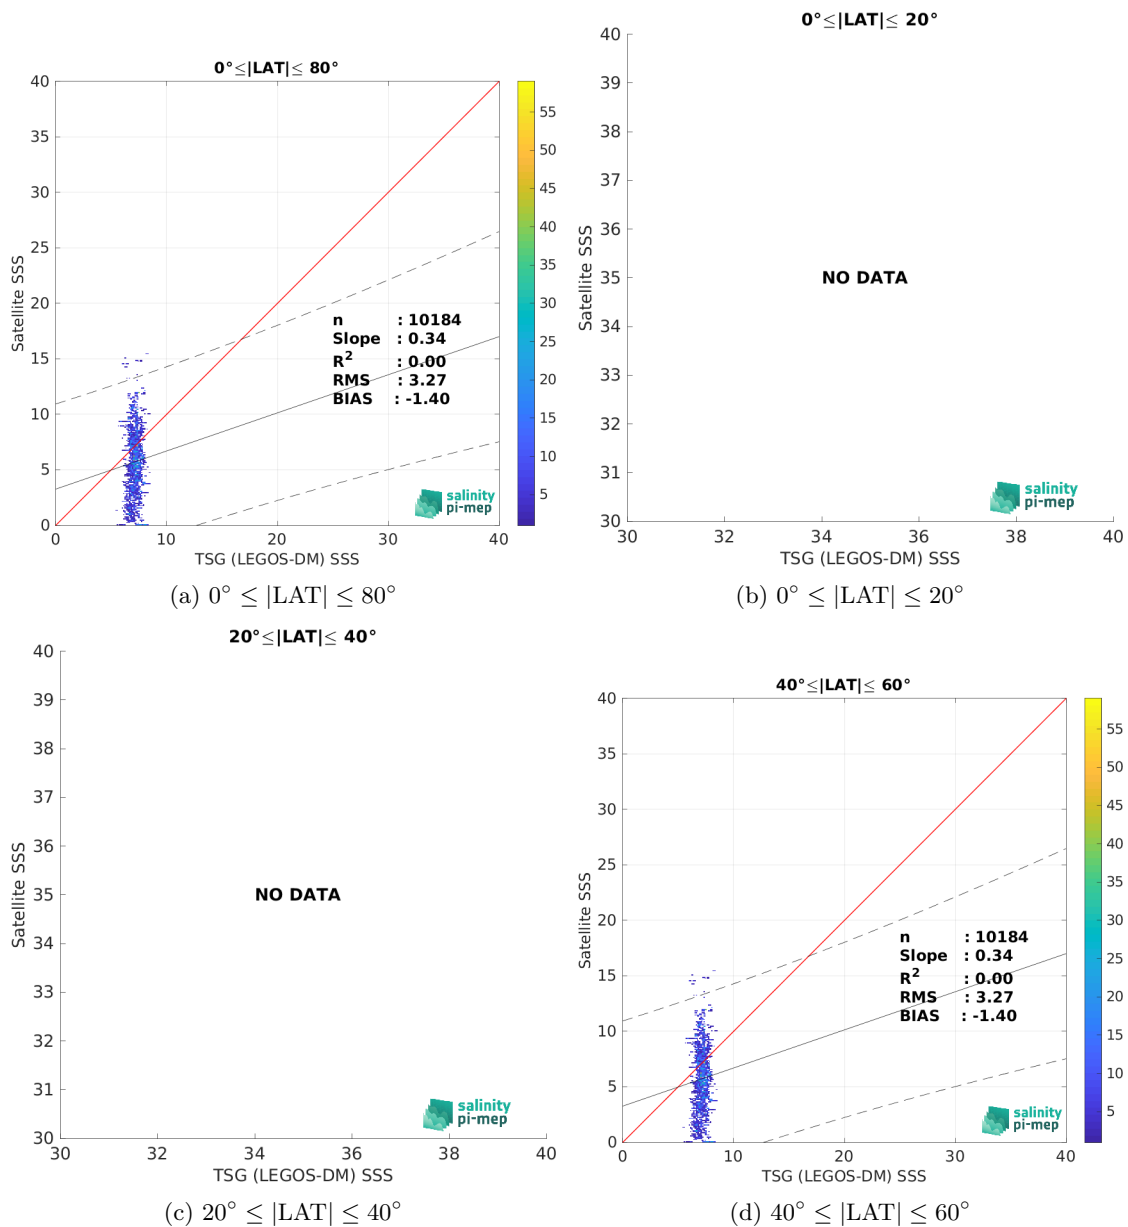 0°≤|LAT|≤ 80°
40
35
30
25
20
15
10
5
0
0
10
20
30
40
Satellite SSS
TSG (LEGOS-DM) SSS
n : 10184
Slope : 0.34
R² : 0.00
RMS : 3.27
BIAS : -1.40
salinity
pi-mep
55
50
45
40
35
30
25
20
15
10
5
(a) 0° ≤ |LAT| ≤ 80°
0°≤|LAT|≤ 20°
40
39
38
37
36
35
34
33
32
31
30
30
32
34
36
38
40
Satellite SSS
NO DATA
TSG (LEGOS-DM) SSS
salinity
pi-mep
(b) 0° ≤ |LAT| ≤ 20°
20°≤|LAT|≤ 40°
40
39
38
37
36
35
34
33
32
31
30
30
32
34
36
38
40
Satellite SSS
NO DATA
TSG (LEGOS-DM) SSS
salinity
pi-mep
(c) 20° ≤ |LAT| ≤ 40°
40°≤|LAT|≤ 60°
40
35
30
25
20
15
10
5
0
0
10
20
30
40
Satellite SSS
TSG (LEGOS-DM) SSS
n : 10184
Slope : 0.34
R² : 0.00
RMS : 3.27
BIAS : -1.40
salinity
pi-mep
55
50
45
40
35
30
25
20
15
10
5
(d) 40° ≤ |LAT| ≤ 60°